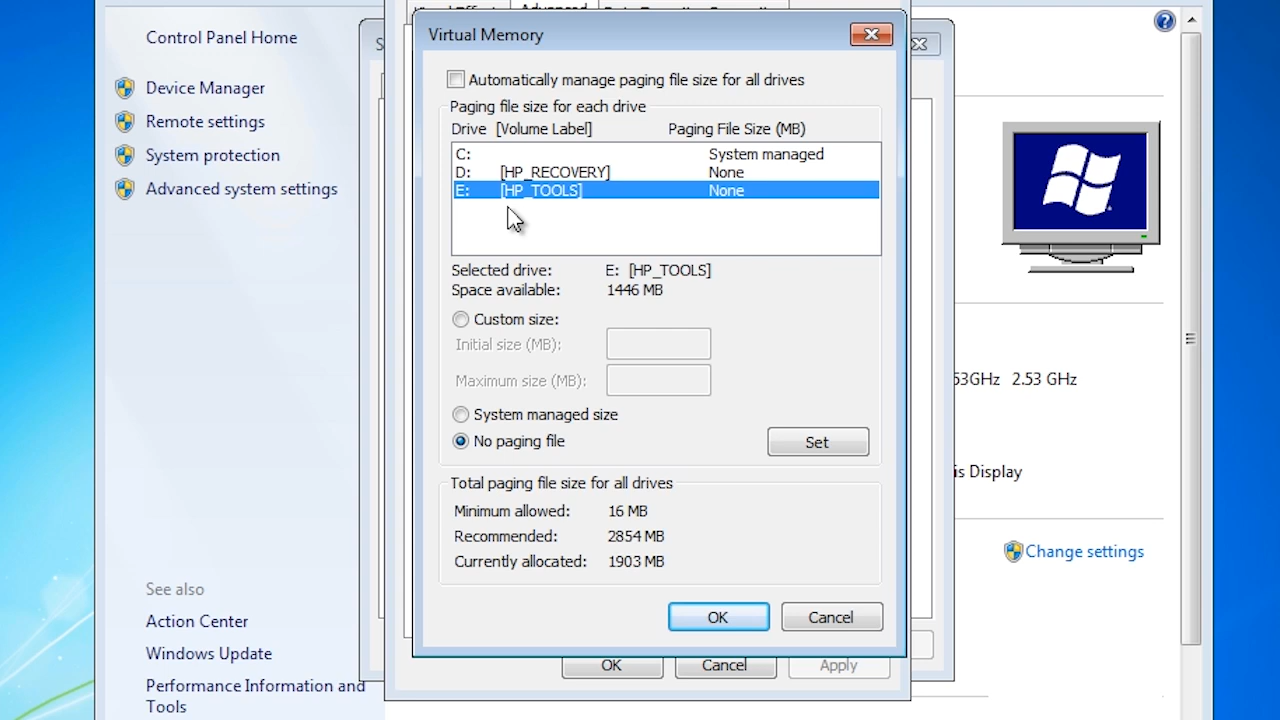 Control Panel Home
Device Manager
Remote settings
System protection
Advanced system settings
See also
Action Center
Windows Update
Performance Information and
Tools
Advanced
S
Virtual Memory
Automatically manage paging file size for all drives
Paging file size for each drive
Drive [Volume Label] Paging File Size (MB)
C: System managed
D: [HP_RECOVERY] None
E: [HP_TOOLS] None
Selected drive: E: [HP_TOOLS]
Space available: 1446 MB
Custom size:
Initial size (MB):
Maximum size (MB):
System managed size
No paging file
Set
Total paging file size for all drives
Minimum allowed: 16 MB
Recommended: 2854 MB
Currently allocated: 1903 MB
OK Cancel
OK Cancel Apply
53GHz 2.53 GHz
is Display
Change settings